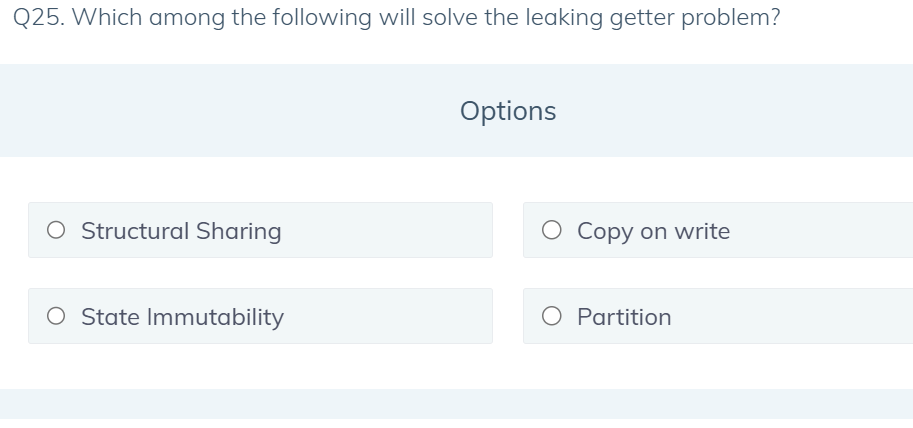 Q25. Which among the following will solve the leaking getter problem?
Options
Structural Sharing
Copy on write
State Immutability
Partition